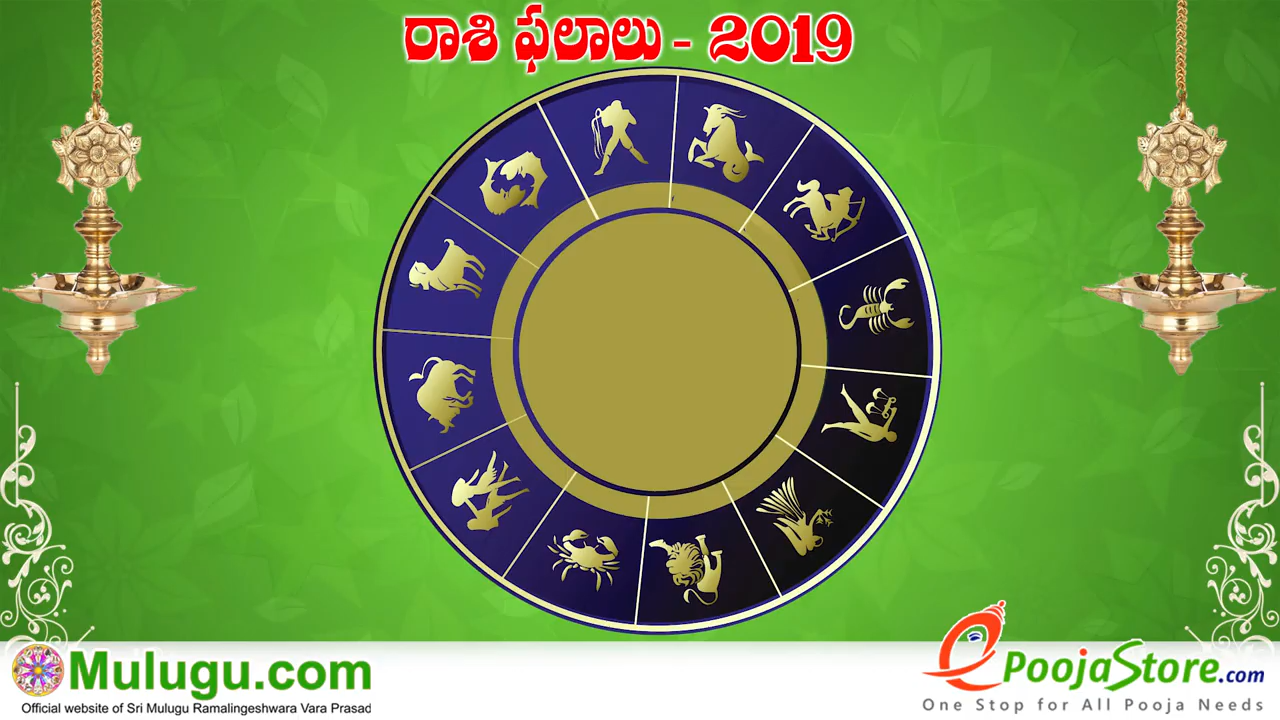 రాశి ఫలాలు - 2019
Mulugu.com
Official website of Sri Mulugu Ramalingeshwara Vara Prasad
ePoojaStore.com
One Stop for All Pooja Needs